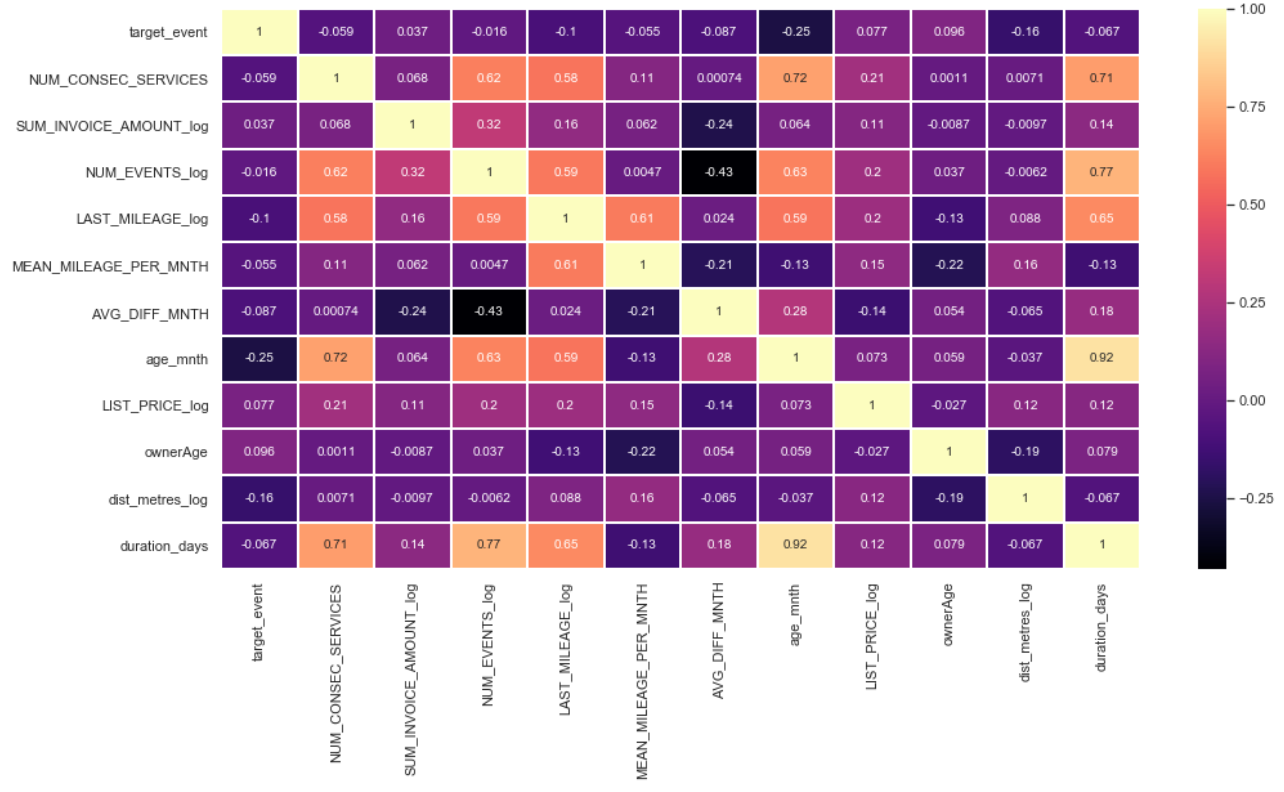 target_event 1 -0.059 0.037 -0.016 -0.1 -0.055 -0.087 -0.25 0.077 0.096 -0.16 -0.067
NUM_CONSEC_SERVICES -0.059 1 0.068 0.62 0.58 0.11 0.00074 0.72 0.21 0.0011 0.0071 0.71
SUM_INVOICE_AMOUNT_log 0.037 0.068 1 0.32 0.16 0.062 -0.24 0.064 0.11 -0.0087 -0.0097 0.14
NUM_EVENTS_log -0.016 0.62 0.32 1 0.59 0.0047 -0.43 0.63 0.2 0.037 -0.0062 0.77
LAST_MILEAGE_log -0.1 0.58 0.16 0.59 1 0.61 0.024 0.59 0.2 -0.13 0.088 0.65
MEAN_MILEAGE_PER_MNTH -0.055 0.11 0.062 0.0047 0.61 1 -0.21 -0.13 0.15 -0.22 0.16 -0.13
AVG_DIFF_MNTH -0.087 0.00074 -0.24 -0.43 0.024 -0.21 1 0.28 -0.14 0.054 -0.065 0.18
age_mnth -0.25 0.72 0.064 0.63 0.59 -0.13 0.28 1 0.073 0.059 -0.037 0.92
LIST_PRICE_log 0.077 0.21 0.11 0.2 0.2 0.15 -0.14 0.073 1 -0.027 0.12 0.12
ownerAge 0.096 0.0011 -0.0087 0.037 -0.13 -0.22 0.054 0.059 -0.027 1 -0.19 0.079
dist_metres_log -0.16 0.0071 -0.0097 -0.0062 0.088 0.16 -0.065 -0.037 0.12 -0.19 1 -0.067
duration_days -0.067 0.71 0.14 0.77 0.65 -0.13 0.18 0.92 0.12 0.079 -0.067 1
target_event
NUM_CONSEC_SERVICES
SUM_INVOICE_AMOUNT_log
NUM_EVENTS_log
LAST_MILEAGE_log
MEAN_MILEAGE_PER_MNTH
AVG_DIFF_MNTH
age_mnth
LIST_PRICE_log
ownerAge
dist_metres_log
duration_days
1.00
0.75
0.50
0.25
0.00
−0.25